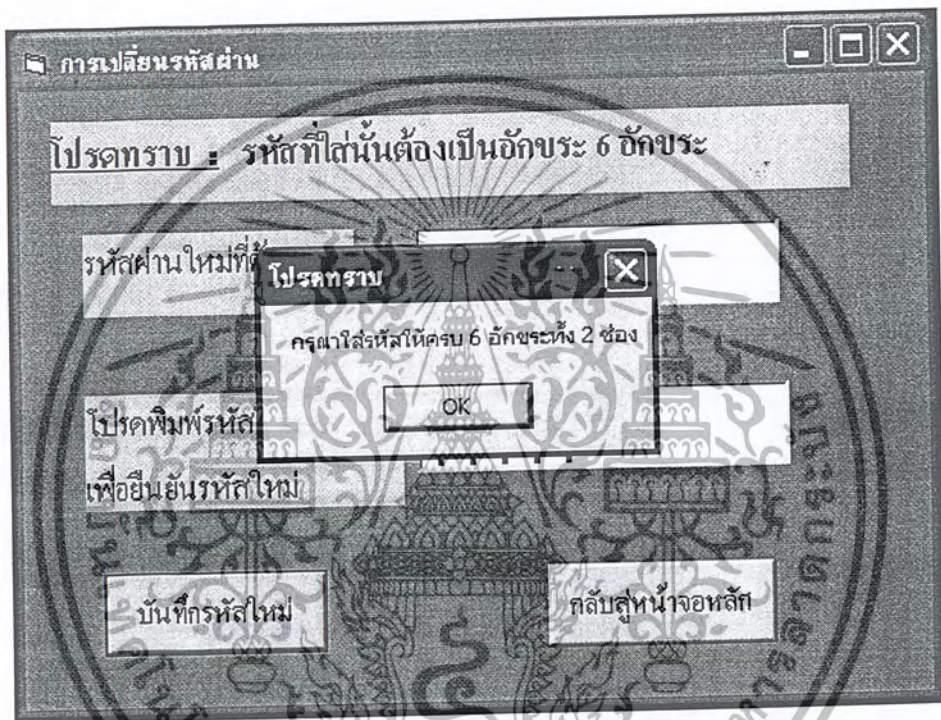 การเปลี่ยนรหัสผ่าน
โปรดทราบ : รหัสที่ใส่นั้นต้องเป็นอักขระ 6 อักขระ
รหัสผ่านใหม่ที่
โปรดทราบ
กรุณาใส่รหัสให้ครบ 6 อักขระทั้ง 2 ช่อง
OK
โปรดพิมพ์รหัส
เพื่อยืนยันรหัสใหม่
บันทึกรหัสใหม่
กลับสู่หน้าจอหลัก